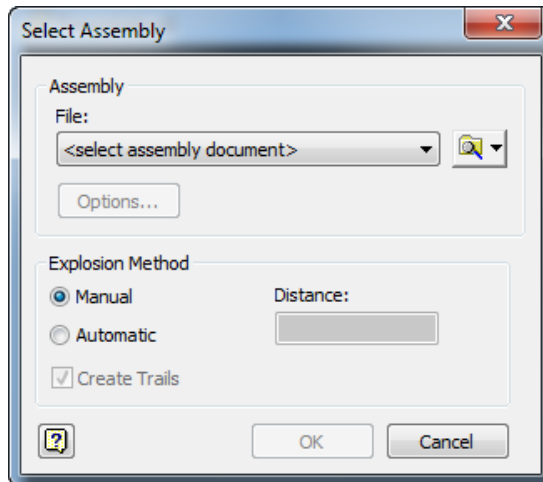 Select Assembly
Assembly
File:
<select assembly document>
Options...
Explosion Method
Manual
Distance:
Automatic
Create Trails
OK
Cancel